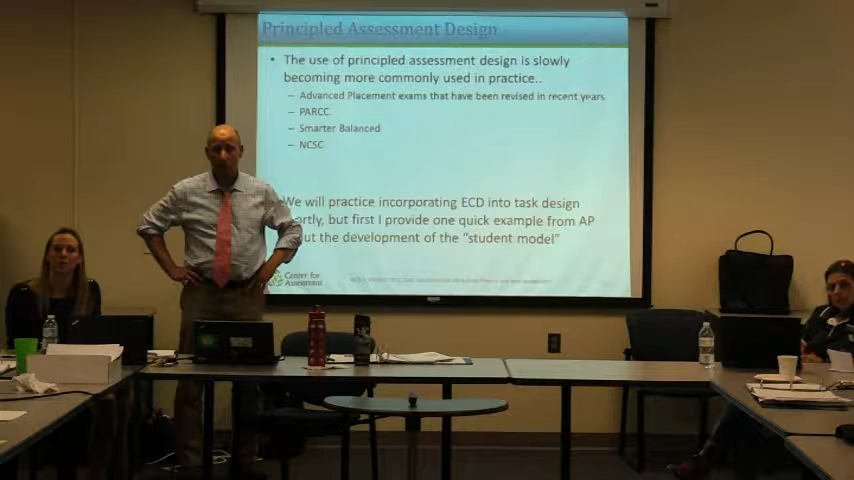 Principled Assessment Design
• The use of principled assessment design is slowly
becoming more commonly used in practice..
– Advanced Placement exams that have been revised in recent years
– PARCC
– Smarter Balanced
– NCSC
We will practice incorporating ECD into task design
but first I provide one quick example from AP
the development of the “student model”
Center for
Assessment